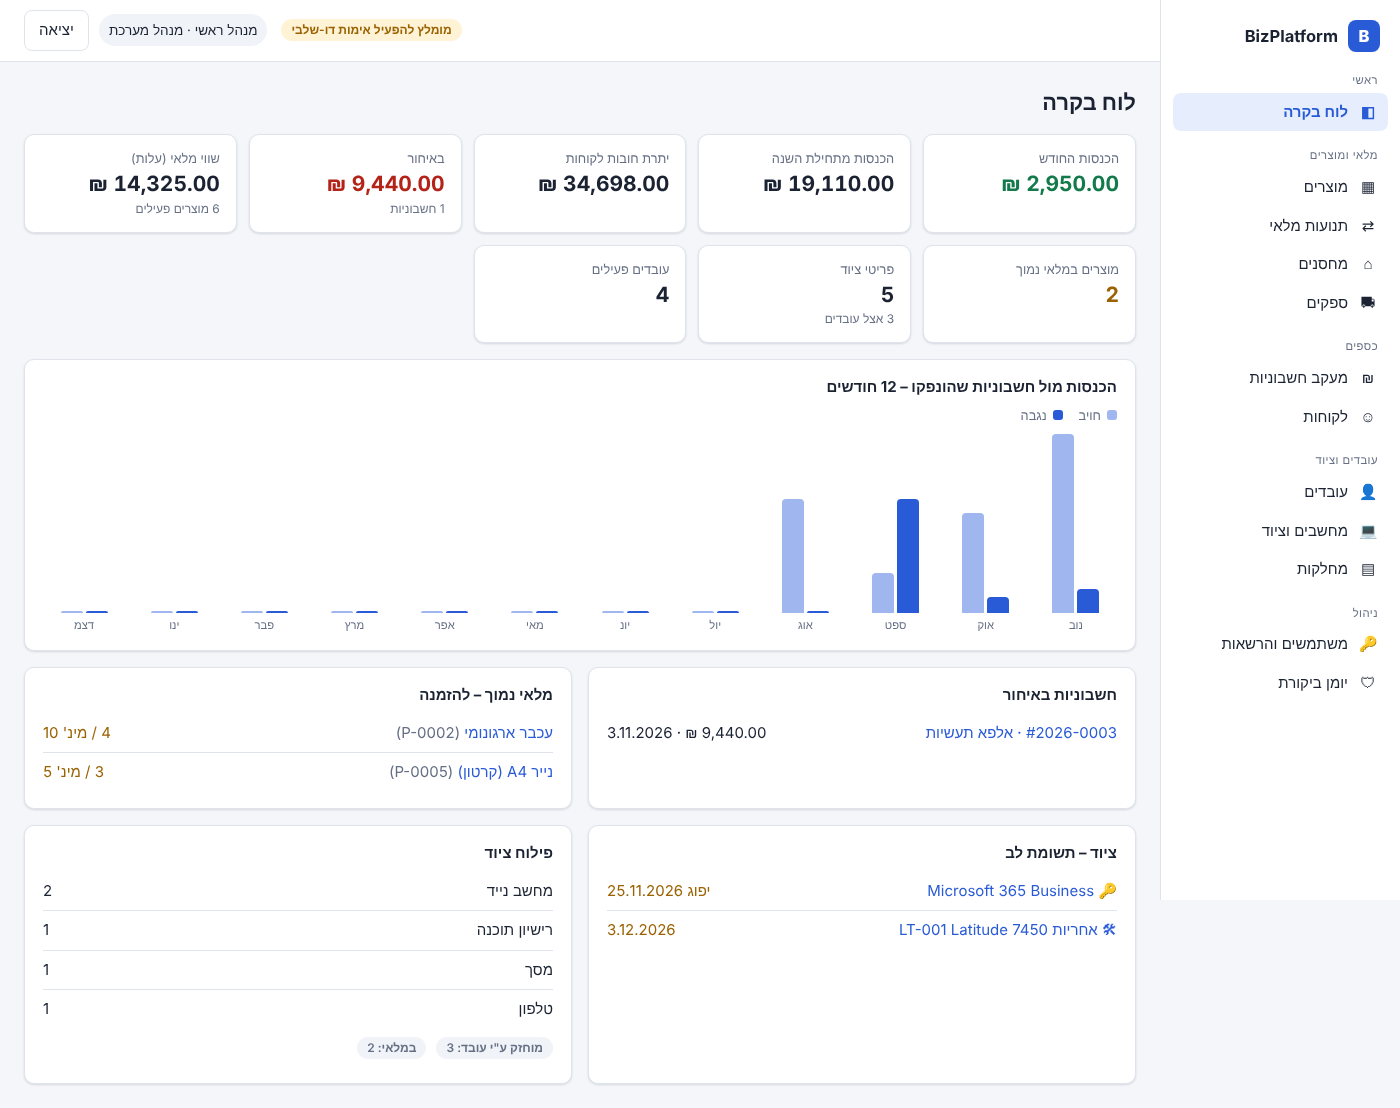 B BizPlatform
ראשי
לוח בקרה
מלאי ומוצרים
מוצרים
תנועות מלאי
מחסנים
ספקים
כספים
₪ מעקב חשבוניות
לקוחות
עובדים וציוד
עובדים
מחשבים וציוד
מחלקות
ניהול
משתמשים והרשאות
יומן ביקורת
מומלץ להפעיל אימות דו-שלבי
מנהל ראשי · מנהל מערכת
יציאה
לוח בקרה
הכנסות החודש
2,950.00 ₪
הכנסות מתחילת השנה
19,110.00 ₪
יתרת חובות לקוחות
34,698.00 ₪
באיחור
9,440.00 ₪
1 חשבוניות
שווי מלאי (עלות)
14,325.00 ₪
6 מוצרים פעילים
מוצרים במלאי נמוך
2
פריטי ציוד
5
3 אצל עובדים
עובדים פעילים
4
הכנסות מול חשבוניות שהונפקו – 12 חודשים
חויב נגבה
נוב אוק ספט אוג יול יונ מאי אפר מרץ פבר ינו דצמ
חשבוניות באיחור
#2026-0003 · אלפא תעשיות
9,440.00 ₪ · 3.11.2026
מלאי נמוך – להזמנה
עכבר ארגונומי (P-0002)
4 / מינ' 10
נייר A4 (קרטון) (P-0005)
3 / מינ' 5
ציוד – תשומת לב
Microsoft 365 Business
יפוג 25.11.2026
אחריות LT-001 Latitude 7450
3.12.2026
פילוח ציוד
מחשב נייד 2
רישיון תוכנה 1
מסך 1
טלפון 1
מוחזק ע"י עובד: 3
במלאי: 2